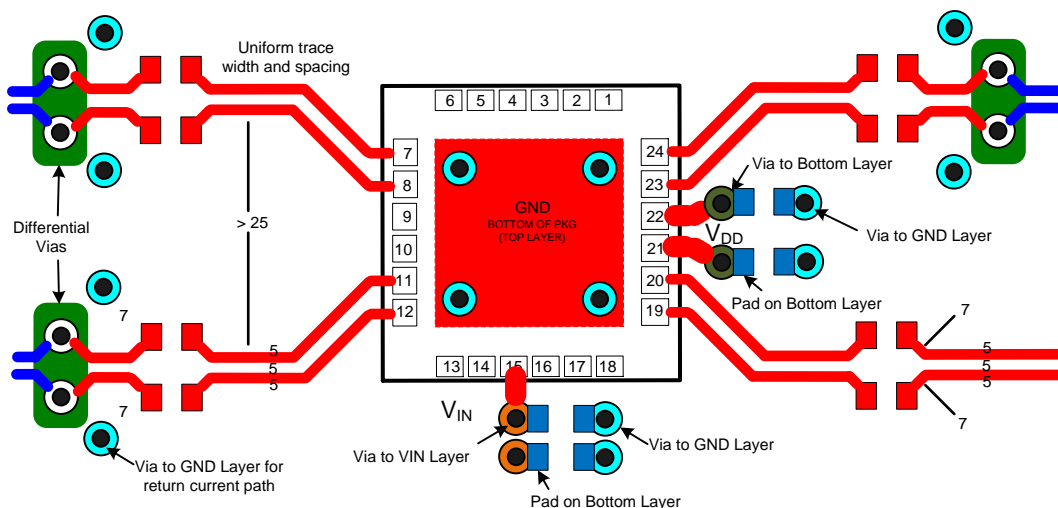 Uniform trace
width and spacing
6 5 4 3 2 1
7
8
9
10
11
12
24
23
22
21
20
19
13 14 15 16 17 18
GND
BOTTOM OF PKG
(TOP LAYER)
Differential
Vias
> 25
7
5
5
5
7
Via to GND Layer for
return current path
VIN
Via to VIN Layer
Via to GND Layer
Pad on Bottom Layer
Via to Bottom Layer
VDD
Via to GND Layer
Pad on Bottom Layer
7
5
5
5
7